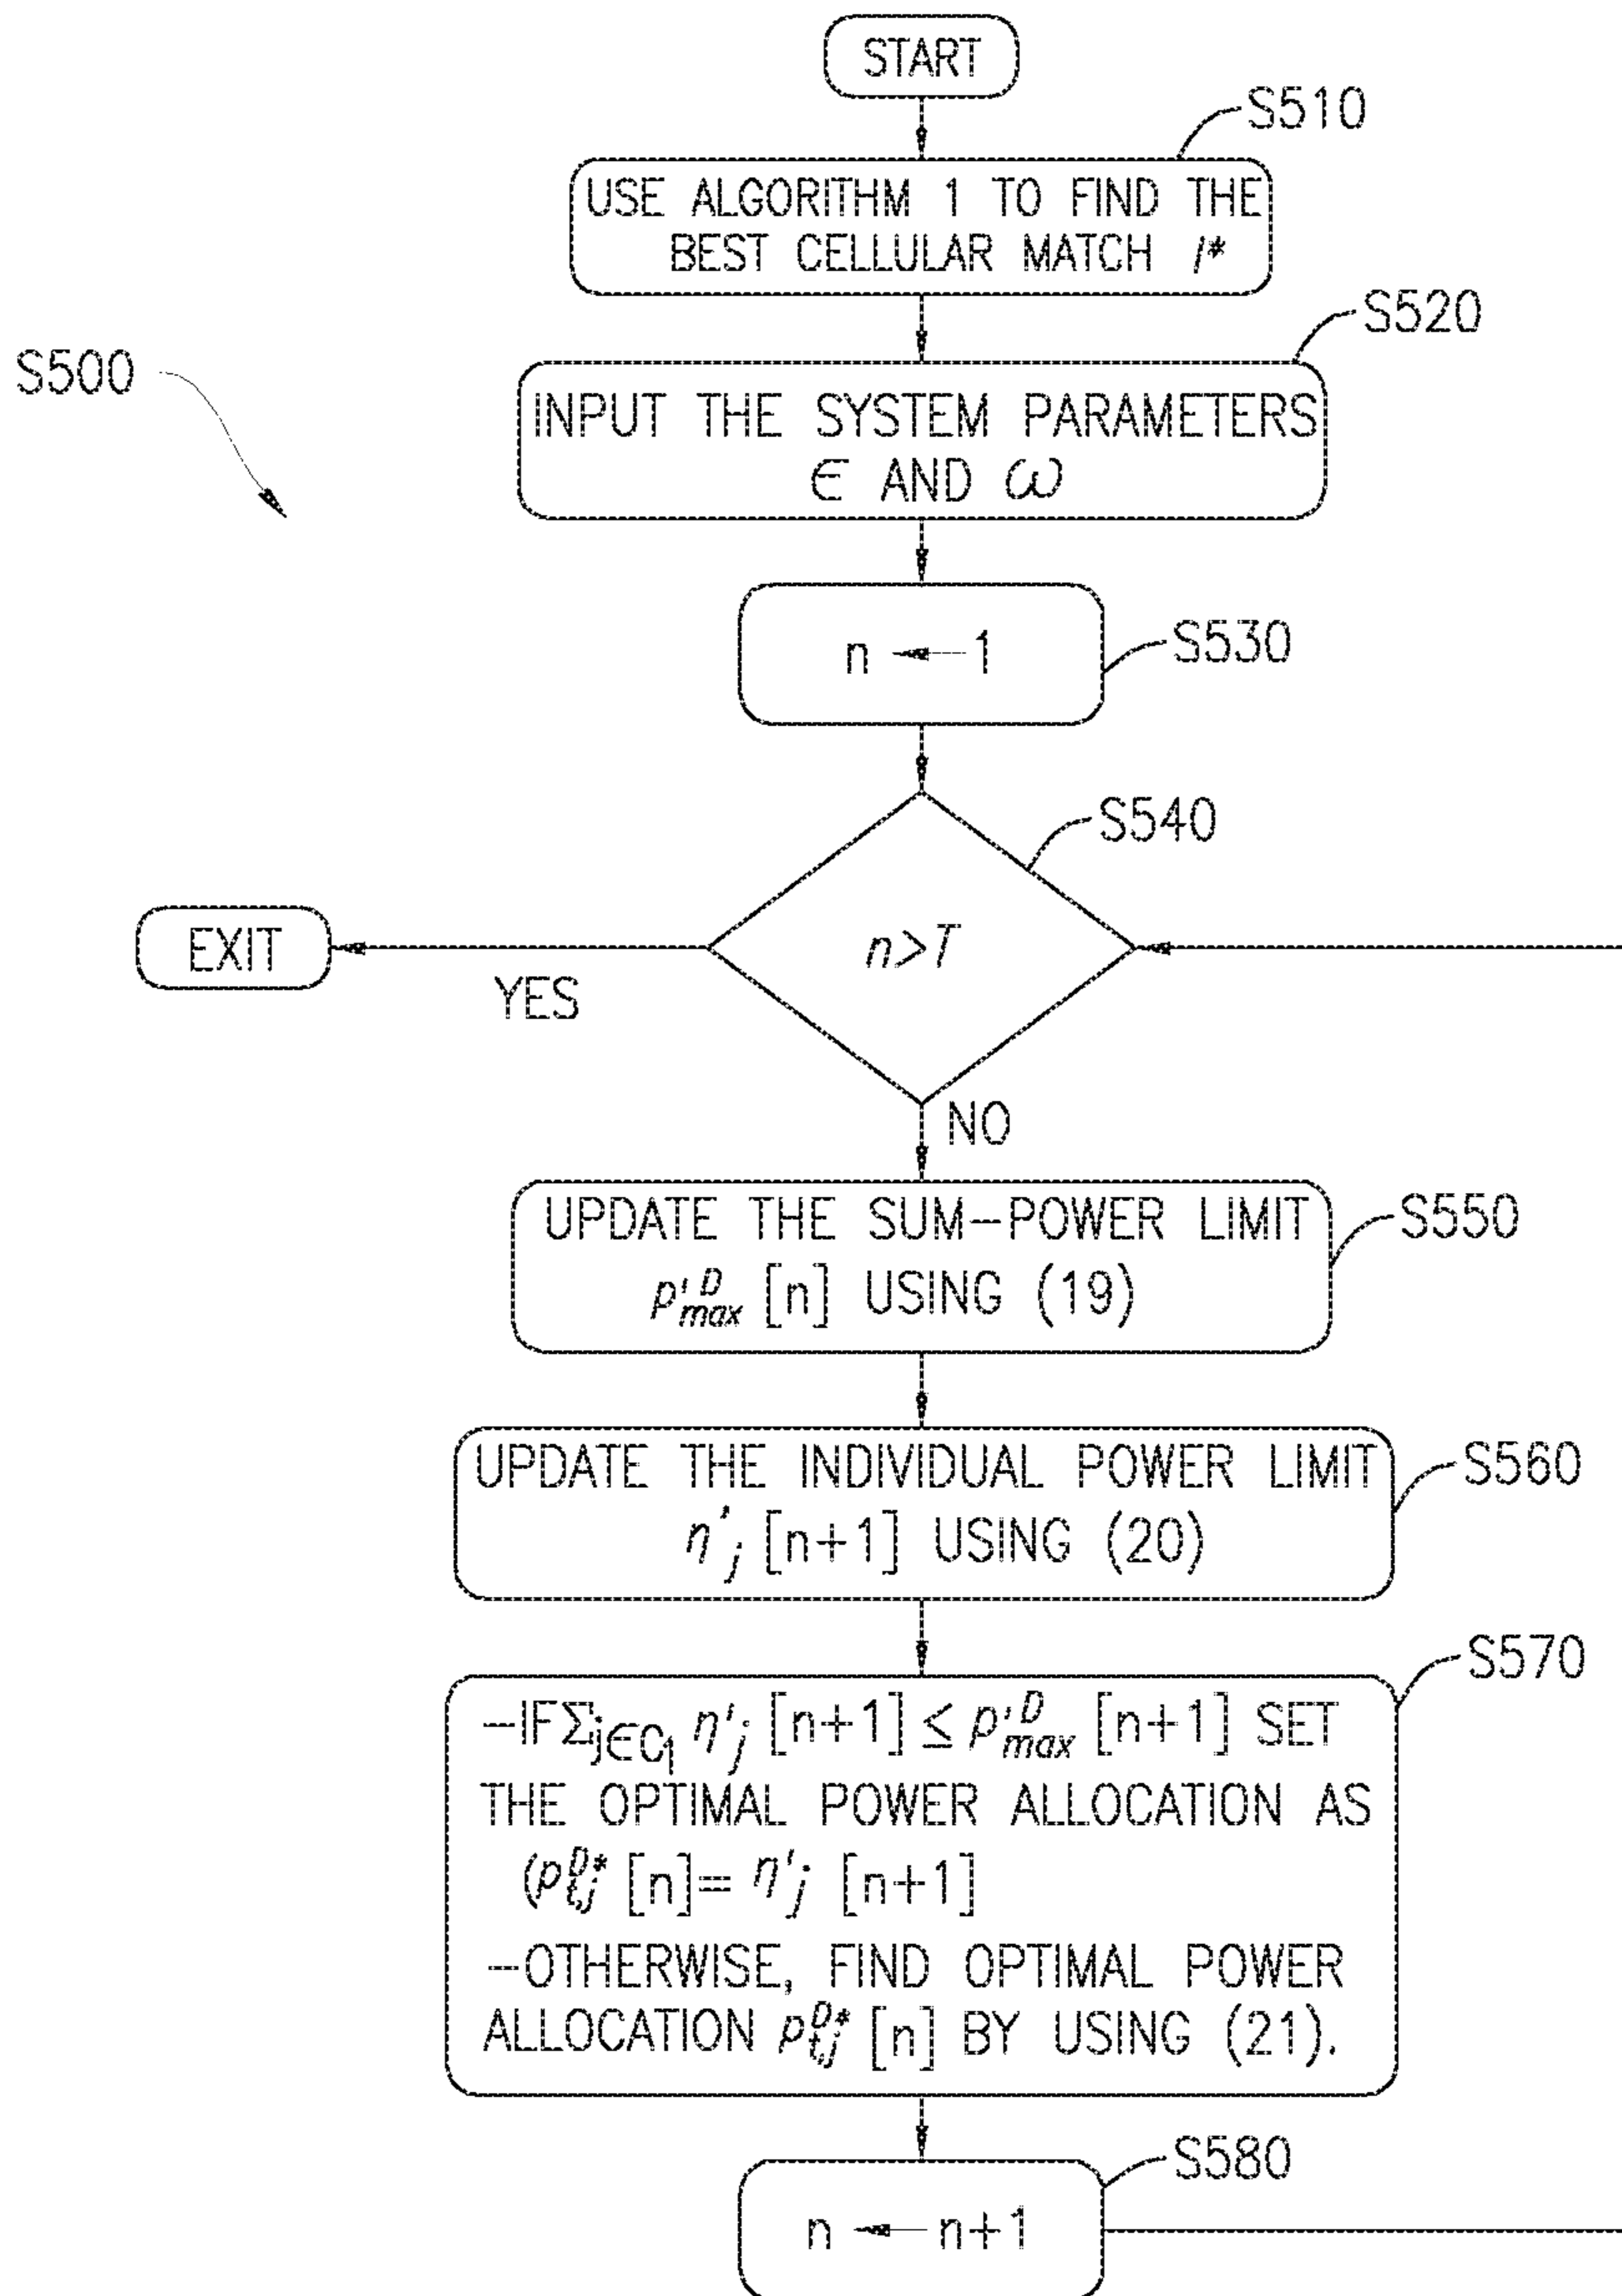 START
S510
USE ALGORITHM 1 TO FIND THE
BEST CELLULAR MATCH l*
S520
S500
INPUT THE SYSTEM PARAMETERS
∈ AND ω
S530
n ← 1
S540
n>T
EXIT
YES
NO
S550
UPDATE THE SUM-POWER LIMIT
p'^D_max [n] USING (19)
S560
UPDATE THE INDIVIDUAL POWER LIMIT
η'_j [n+1] USING (20)
S570
-IF Σ_j∈C_1 η'_j [n+1] ≤ p'^D_max [n+1] SET
THE OPTIMAL POWER ALLOCATION AS
(p^D*_ℓ,j [n]= η'_j [n+1]
-OTHERWISE, FIND OPTIMAL POWER
ALLOCATION p^D*_ℓ,j [n] BY USING (21).
S580
n ← n+1